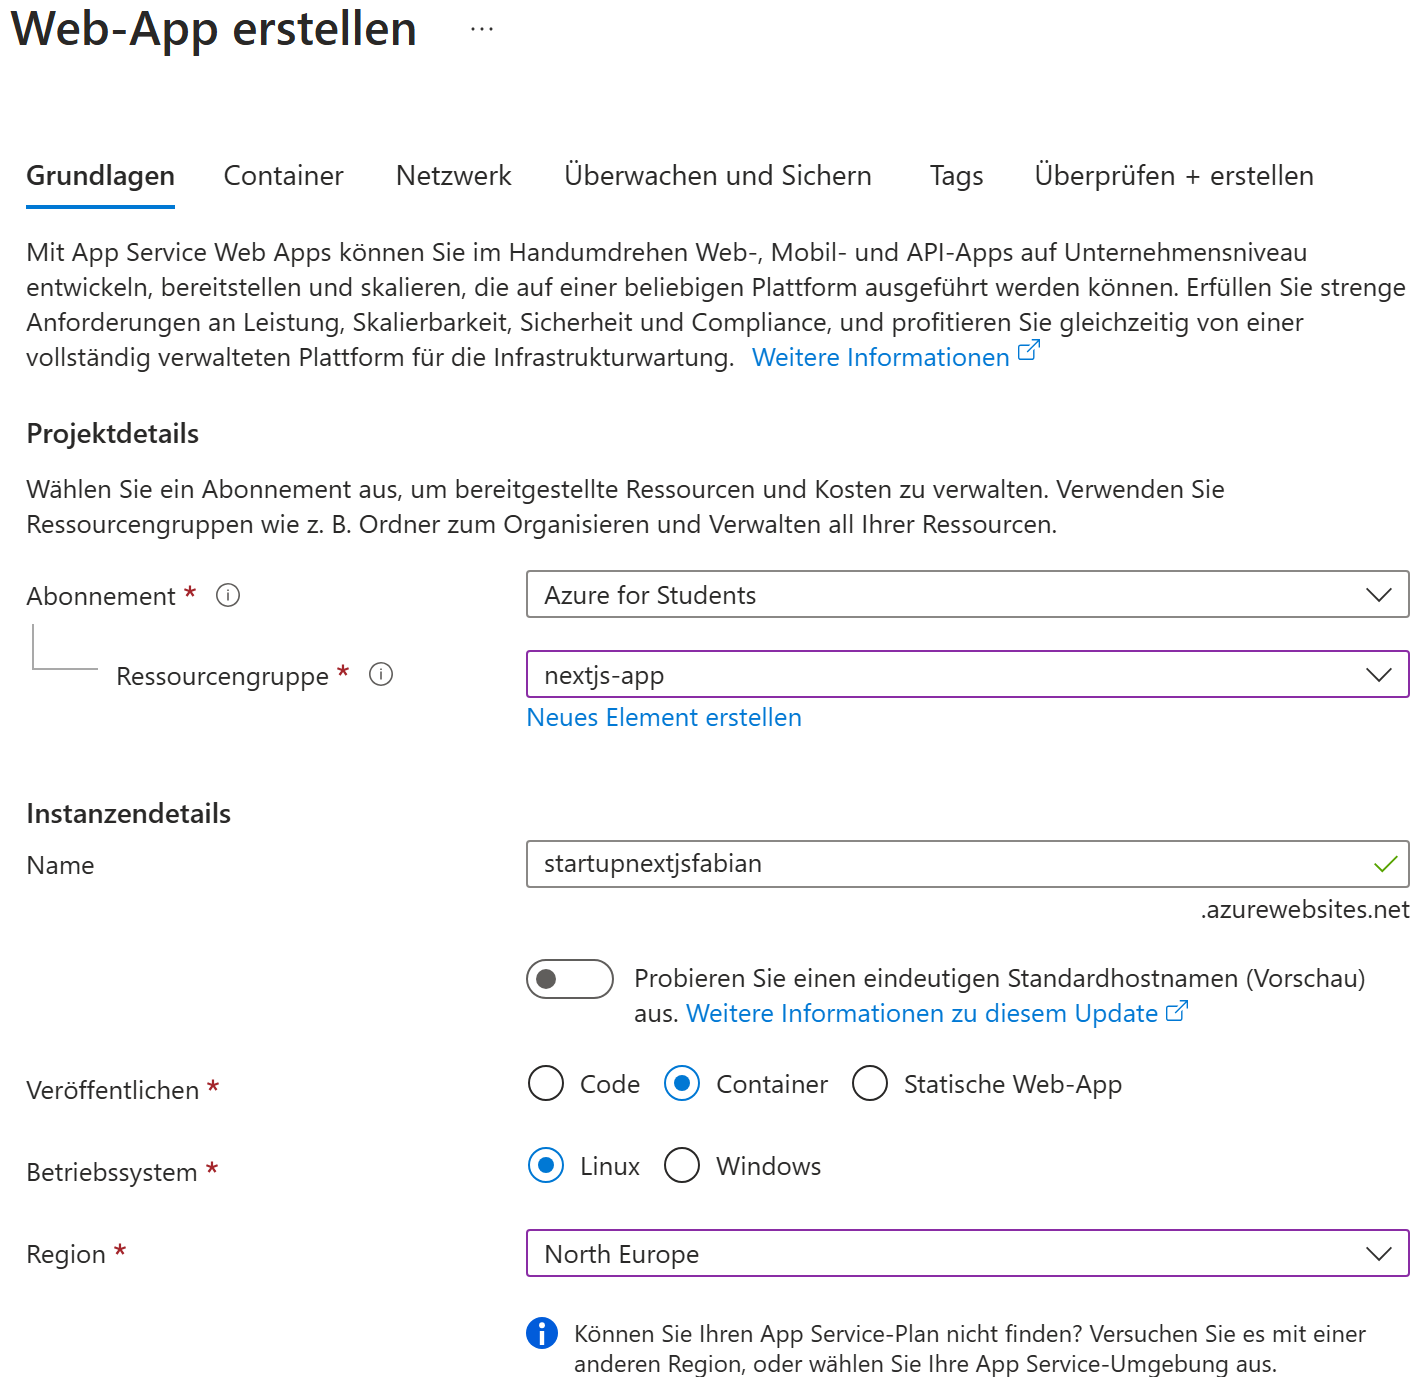 Web-App erstellen ...
Grundlagen Container Netzwerk Überwachen und Sichern Tags Überprüfen + erstellen
Mit App Service Web Apps können Sie im Handumdrehen Web-, Mobil- und API-Apps auf Unternehmensniveau
entwickeln, bereitstellen und skalieren, die auf einer beliebigen Plattform ausgeführt werden können. Erfüllen Sie strenge
Anforderungen an Leistung, Skalierbarkeit, Sicherheit und Compliance, und profitieren Sie gleichzeitig von einer
vollständig verwalteten Plattform für die Infrastrukturwartung. Weitere Informationen
Projektdetails
Wählen Sie ein Abonnement aus, um bereitgestellte Ressourcen und Kosten zu verwalten. Verwenden Sie
Ressourcengruppen wie z. B. Ordner zum Organisieren und Verwalten all Ihrer Ressourcen.
Abonnement * Azure for Students
Ressourcengruppe * nextjs-app
Neues Element erstellen
Instanzendetails
Name startupnextjsfabian
.azurewebsites.net
Probieren Sie einen eindeutigen Standardhostnamen (Vorschau)
aus. Weitere Informationen zu diesem Update
Veröffentlichen * Code Container Statische Web-App
Betriebssystem * Linux Windows
Region * North Europe
Können Sie Ihren App Service-Plan nicht finden? Versuchen Sie es mit einer
anderen Region, oder wählen Sie Ihre App Service-Umgebung aus.